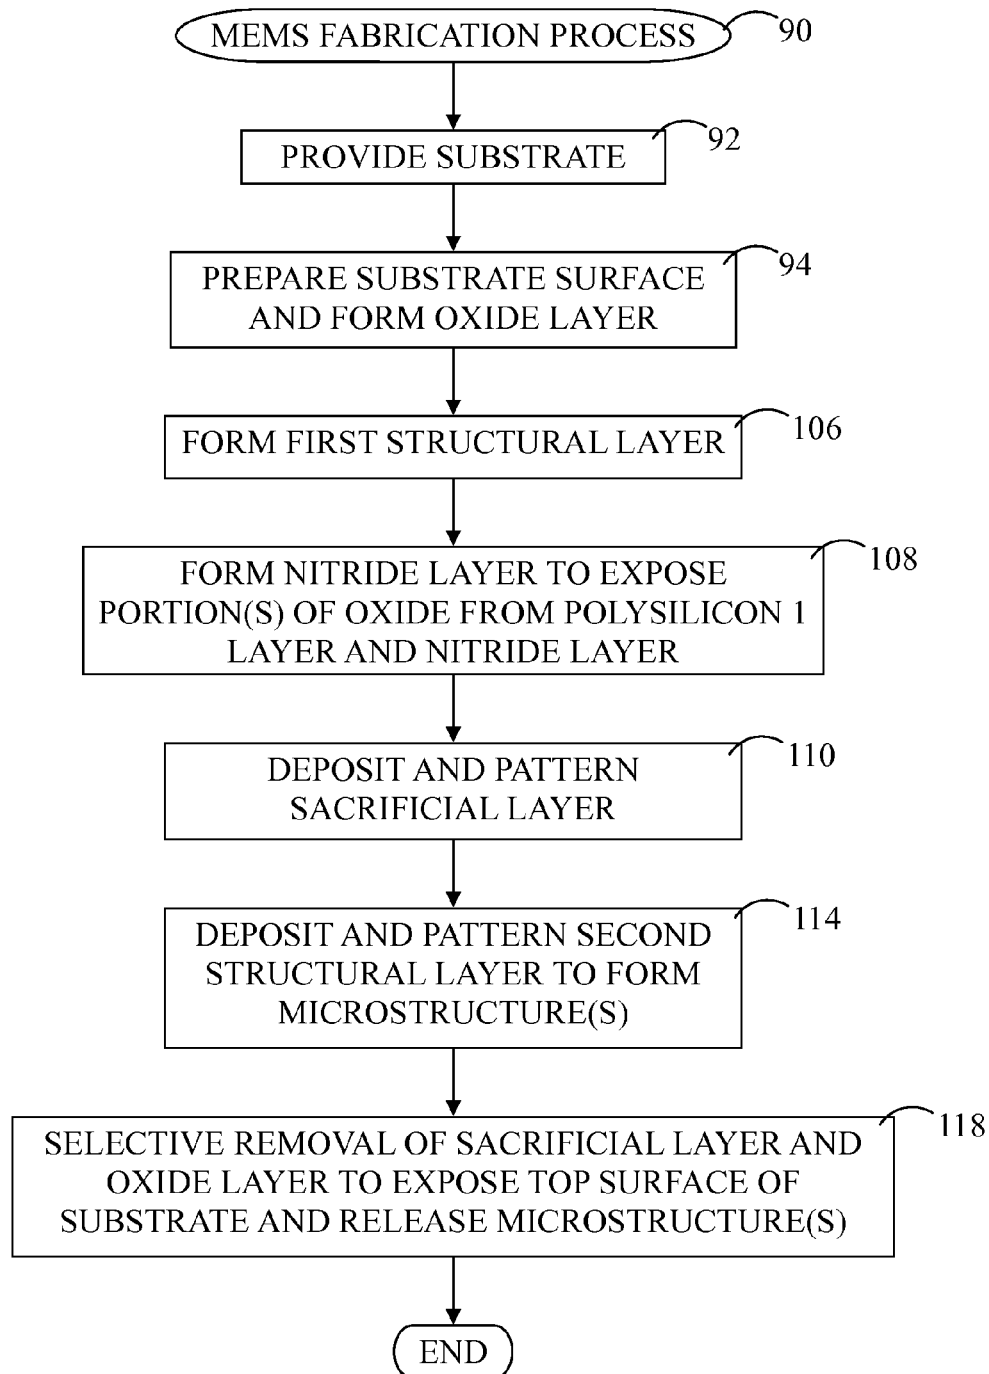 MEMS FABRICATION PROCESS
90
PROVIDE SUBSTRATE
92
PREPARE SUBSTRATE SURFACE
AND FORM OXIDE LAYER
94
FORM FIRST STRUCTURAL LAYER
106
FORM NITRIDE LAYER TO EXPOSE
PORTION(S) OF OXIDE FROM POLYSILICON 1
LAYER AND NITRIDE LAYER
108
DEPOSIT AND PATTERN
SACRIFICIAL LAYER
110
DEPOSIT AND PATTERN SECOND
STRUCTURAL LAYER TO FORM
MICROSTRUCTURE(S)
114
SELECTIVE REMOVAL OF SACRIFICIAL LAYER AND
OXIDE LAYER TO EXPOSE TOP SURFACE OF
SUBSTRATE AND RELEASE MICROSTRUCTURE(S)
118
END